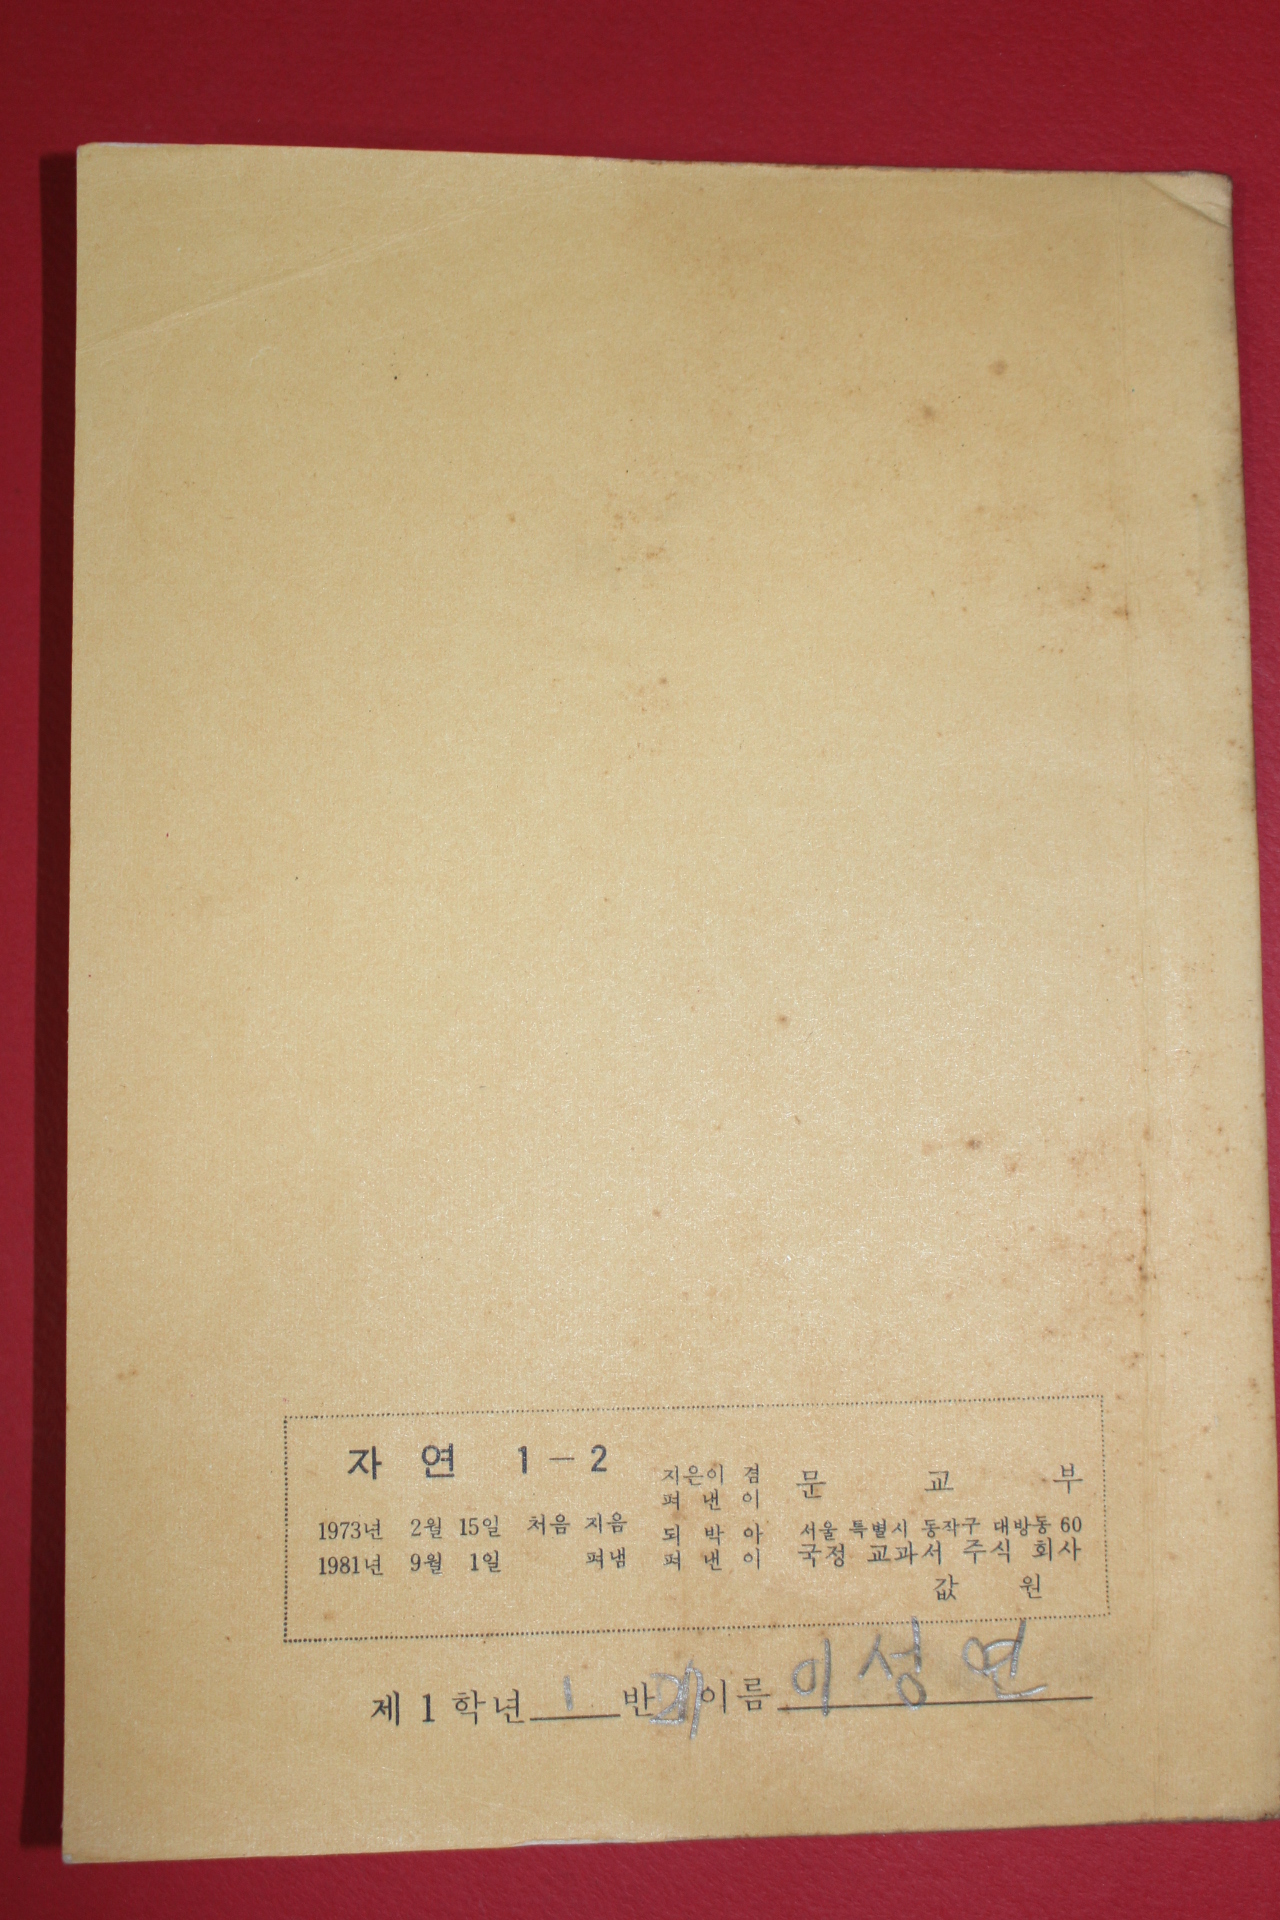 자 연 1-2
1973년 2월 15일 처음 지음
1981년 9월 1일 펴냄
지은이 겸
펴 낸 이
문 교 부
되 박 아
펴 낸 이
서울 특별시 동작구 대방동 60
국정 교과서 주식 회사
값 원
제 1 학년 1 반 이름 이성연